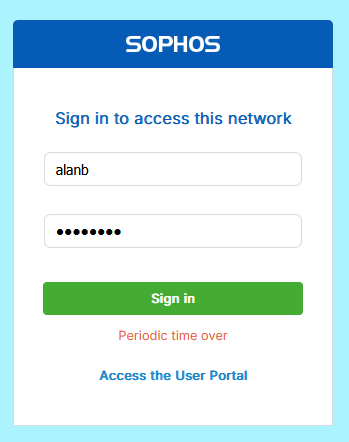 SOPHOS
Sign in to access this network
alanb
••••••••
Sign in
Periodic time over
Access the User Portal